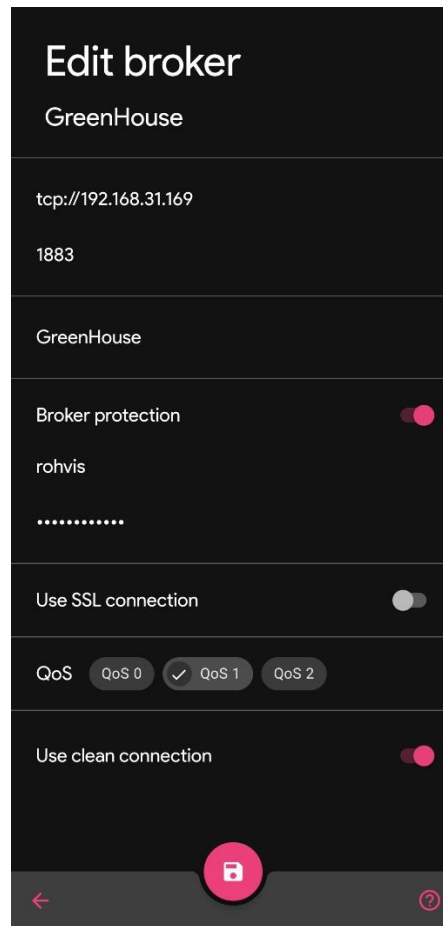 Edit broker
GreenHouse
tcp://192.168.31.169
1883
GreenHouse
Broker protection
rohvis
••••••••••••
Use SSL connection
QoS QoS 0 QoS 1 QoS 2
Use clean connection